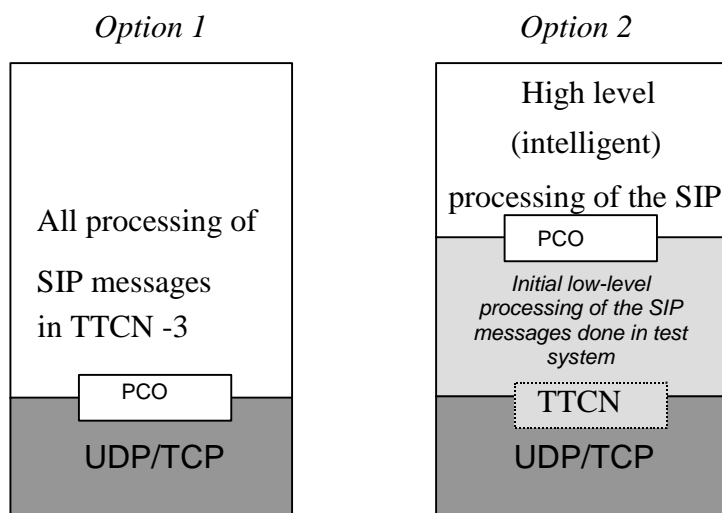 Option 1
All processing of
SIP messages
in TTCN -3
PCO
UDP/TCP
Option 2
High level
(intelligent)
processing of the SIP
PCO
Initial low-level
processing of the SIP
messages done in test
system
TTCN
UDP/TCP